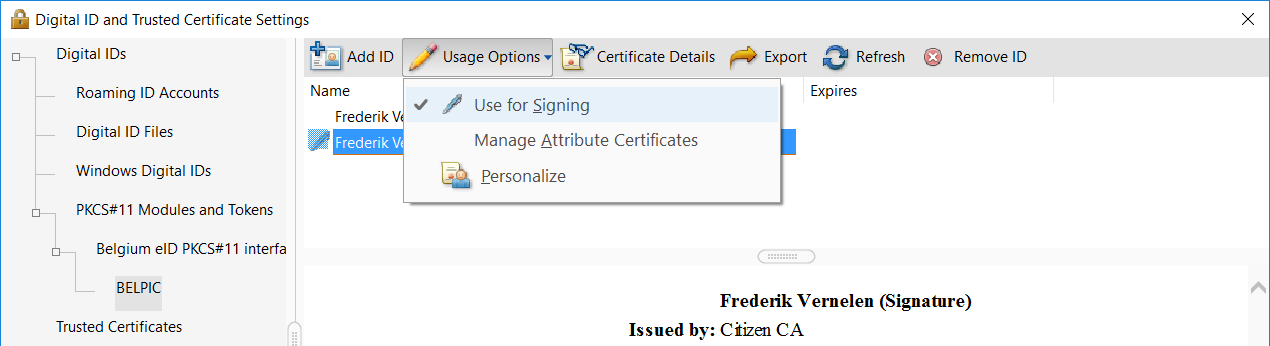 Digital ID and Trusted Certificate Settings
Digital IDs
Roaming ID Accounts
Digital ID Files
Windows Digital IDs
PKCS#11 Modules and Tokens
Belgium eID PKCS#11 interfa
BELPIC
Trusted Certificates
Add ID Usage Options Certificate Details Export Refresh Remove ID
Name Expires
Frederik Ve
Frederik Ve
Use for Signing
Manage Attribute Certificates
Personalize
Frederik Vernelen (Signature)
Issued by: Citizen CA